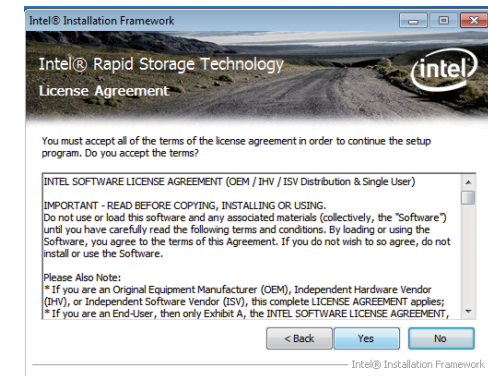 Intel® Installation Framework
Intel® Rapid Storage Technology
License Agreement
intel
You must accept all of the terms of the license agreement in order to continue the setup
program. Do you accept the terms?
INTEL SOFTWARE LICENSE AGREEMENT (OEM / IHV / ISV Distribution & Single User)
IMPORTANT - READ BEFORE COPYING, INSTALLING OR USING.
Do not use or load this software and any associated materials (collectively, the "Software")
until you have carefully read the following terms and conditions. By loading or using the
Software, you agree to the terms of this Agreement. If you do not wish to so agree, do not
install or use the Software.
Please Also Note:
* If you are an Original Equipment Manufacturer (OEM), Independent Hardware Vendor
(IHV), or Independent Software Vendor (ISV), this complete LICENSE AGREEMENT applies;
* If you are an End-User, then only Exhibit A, the INTEL SOFTWARE LICENSE AGREEMENT,
< Back Yes No
Intel® Installation Framework